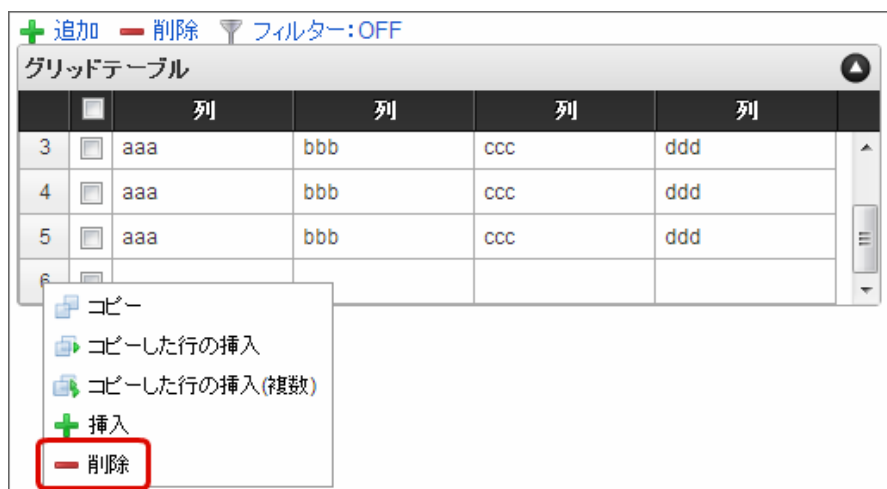 追加 削除 フィルター:OFF
グリッドテーブル
列 列 列 列
3 aaa bbb ccc ddd
4 aaa bbb ccc ddd
5 aaa bbb ccc ddd
6
コピー
コピーした行の挿入
コピーした行の挿入(複数)
挿入
削除